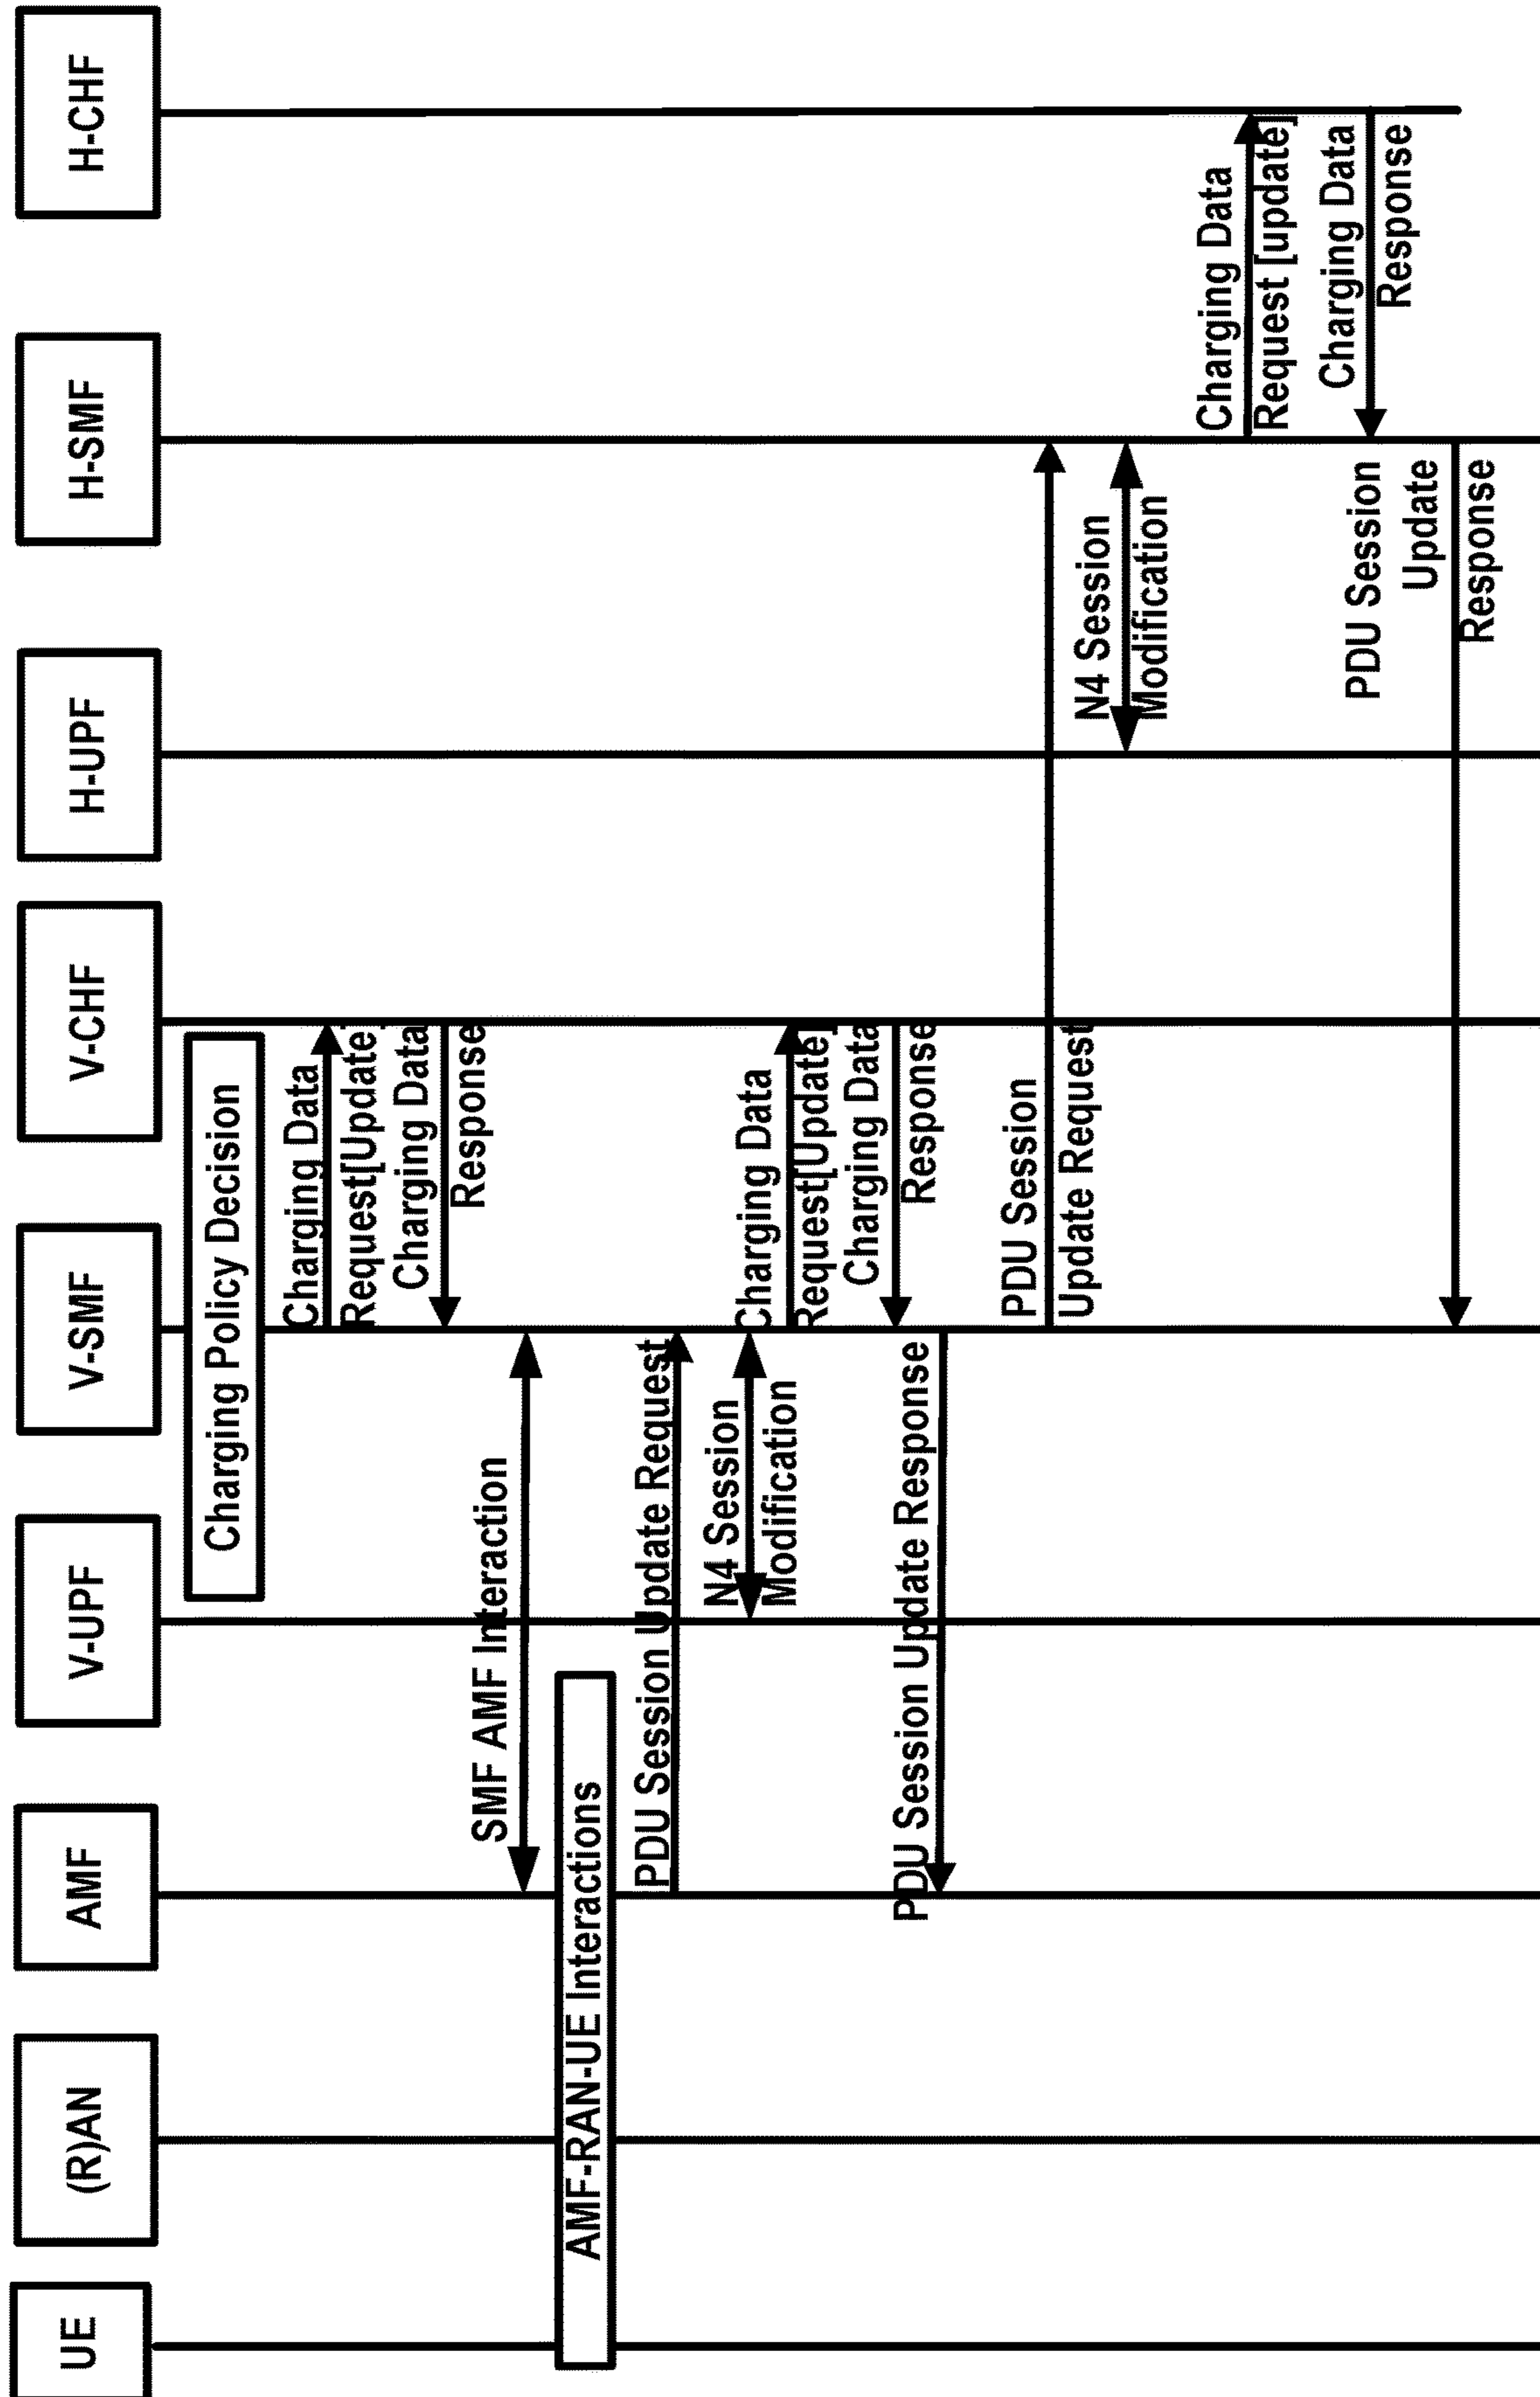 UE
(R)AN
AMF
V-UPF
V-SMF
V-CHF
H-UPF
H-SMF
H-CHF
Charging Policy Decision
Charging Data
Request[Update]
Charging Data
Response
SMF AMF Interaction
AMF-RAN-UE Interactions
PDU Session Update Request
N4 Session
Modification
Charging Data
Request[Update]
Charging Data
Response
PDU Session Update Response
PDU Session
Update Request
N4 Session
Modification
Charging Data
Request [update]
Charging Data
Response
PDU Session
Update
Response